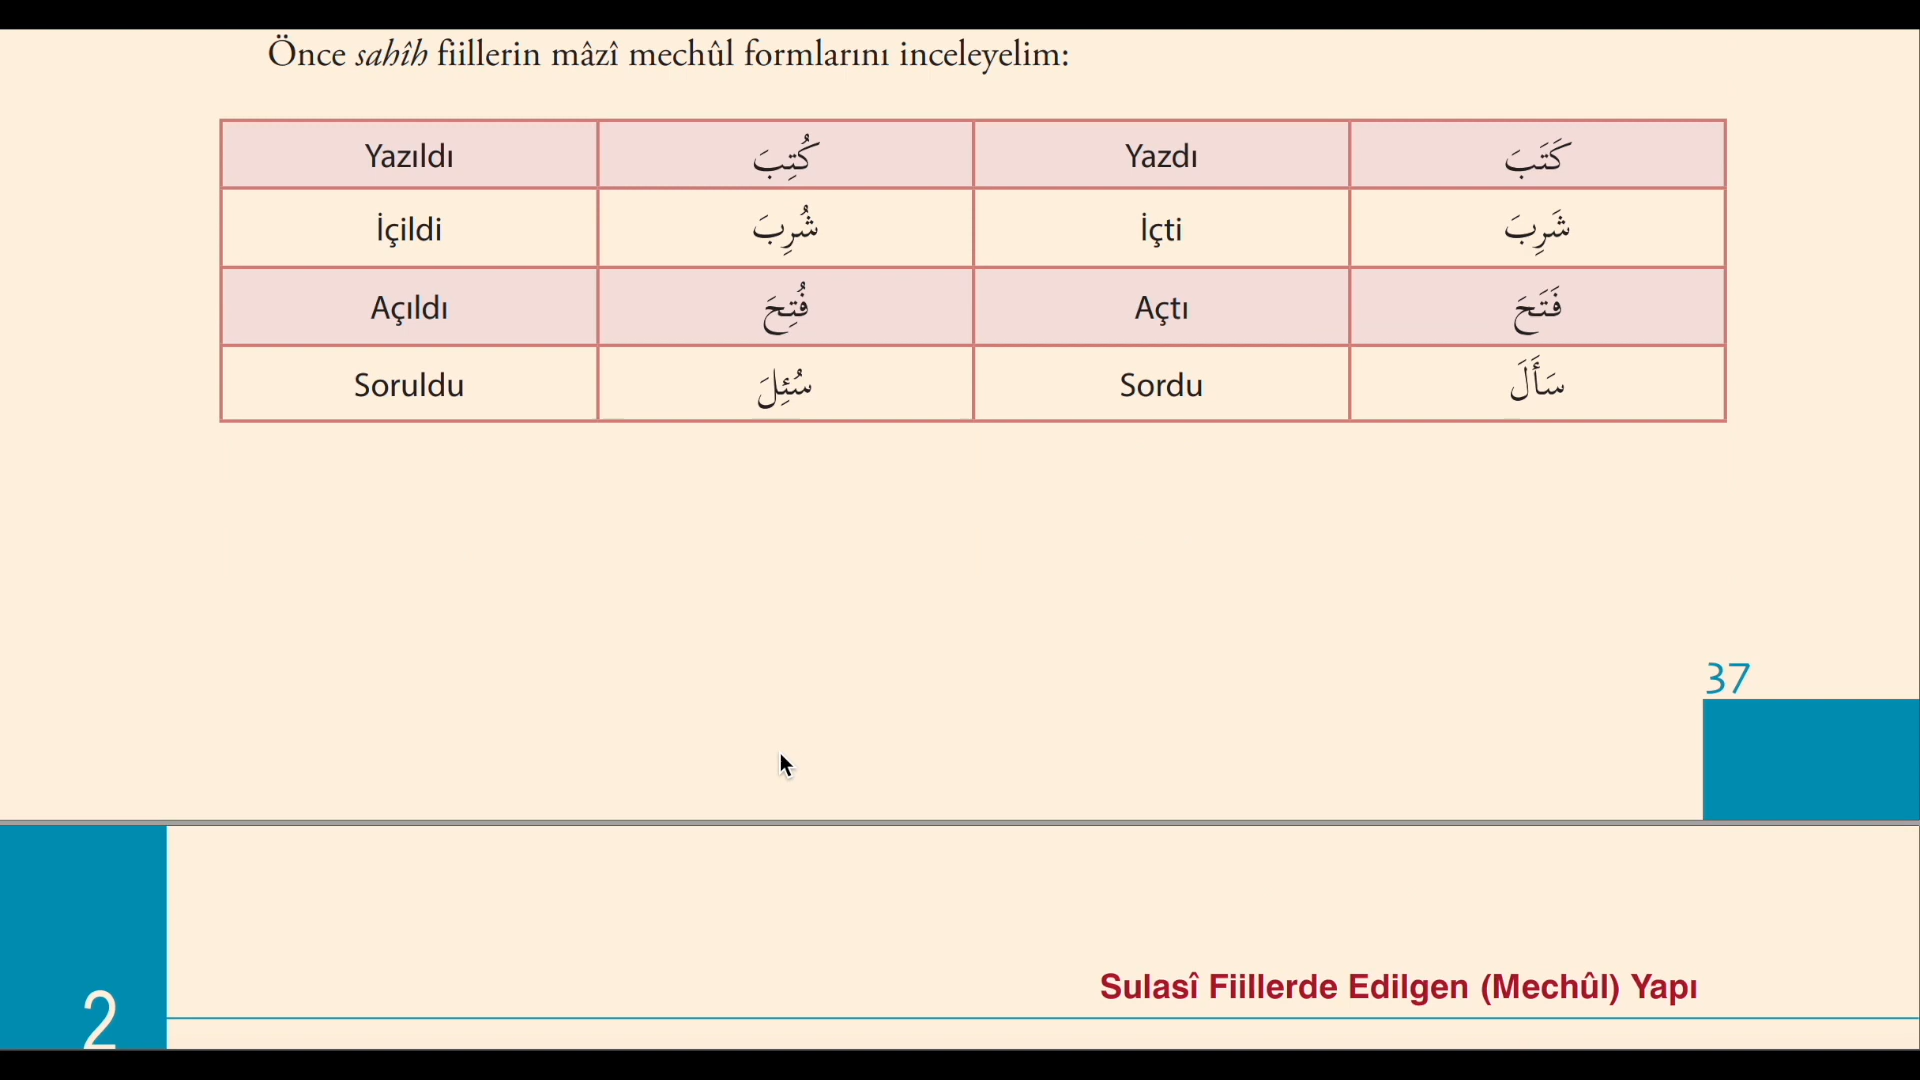 Önce sahîh fiillerin mâzî mechûl formlarını inceleyelim:
Yazıldı كُتِبَ Yazdı كَتَبَ
İçildi شُرِبَ İçti شَرِبَ
Açıldı فُتِحَ Açtı فَتَحَ
Soruldu سُئِلَ Sordu سَأَلَ
37
Sulasî Fiillerde Edilgen (Mechûl) Yapı
2